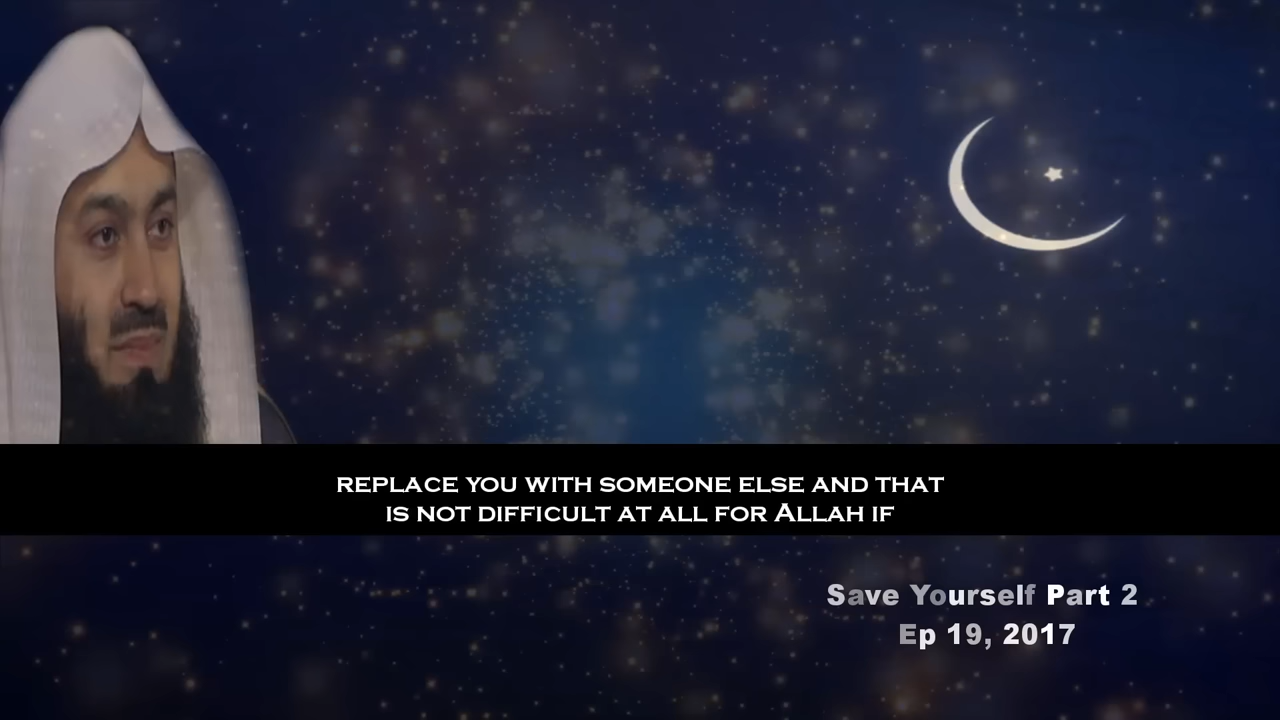 REPLACE YOU WITH SOMEONE ELSE AND THAT
IS NOT DIFFICULT AT ALL FOR ALLAH IF
Save Yourself Part 2
Ep 19, 2017